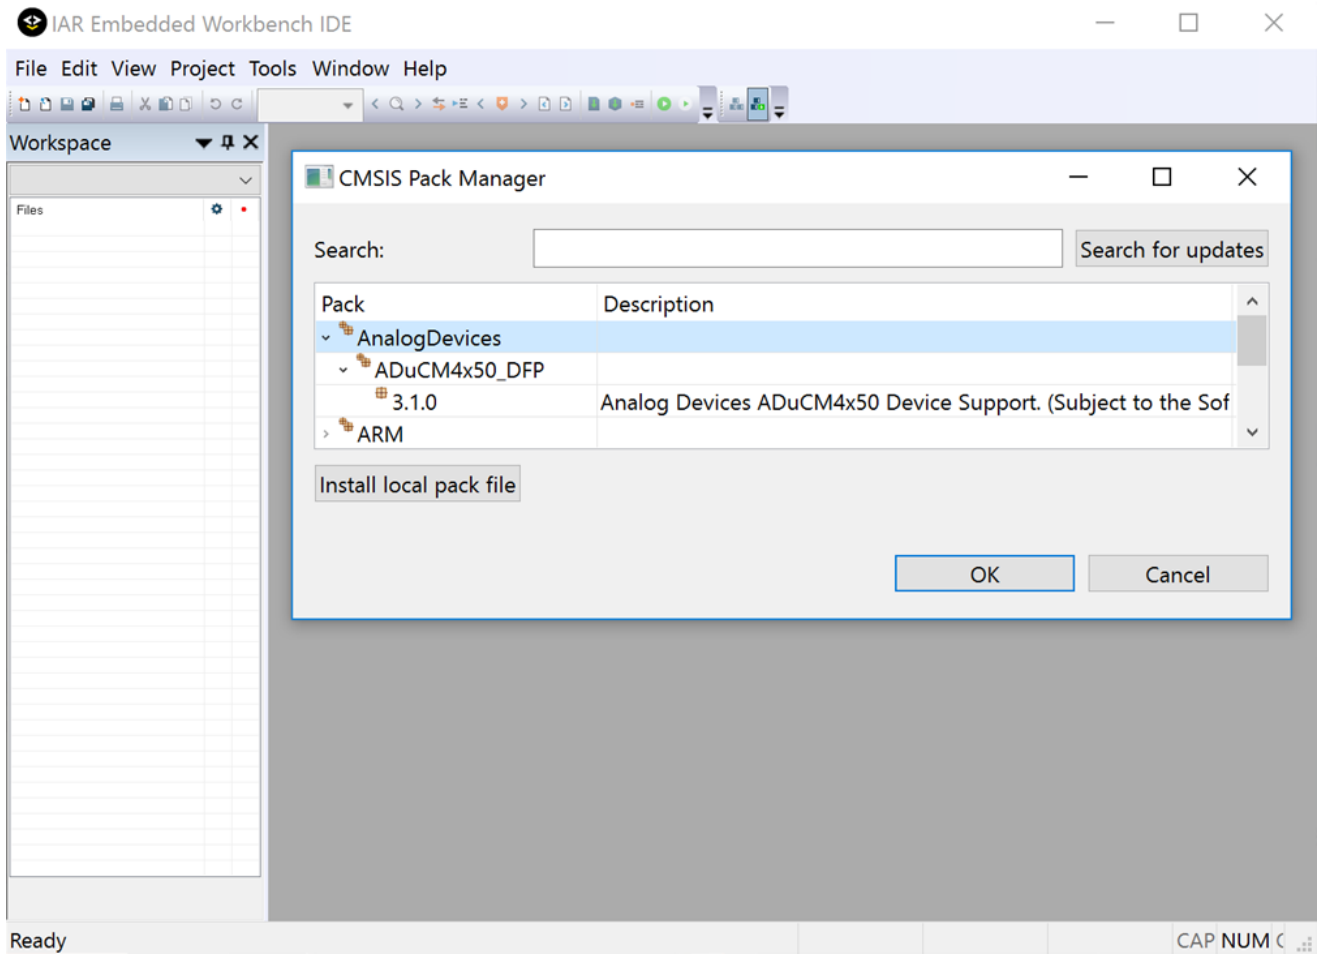 IAR Embedded Workbench IDE
File Edit View Project Tools Window Help
Workspace
Files
CMSIS Pack Manager
Search:
Search for updates
Pack Description
AnalogDevices
ADuCM4x50_DFP
3.1.0 Analog Devices ADuCM4x50 Device Support. (Subject to the Sof
ARM
Install local pack file
OK Cancel
Ready CAP NUM